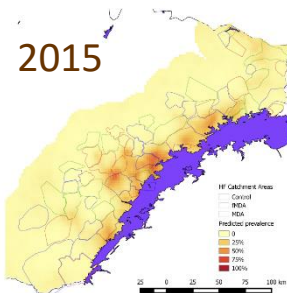 2015
HF Catchment Areas
Control
fMDA
MDA
Predicted prevalence
0
25%
50%
75%
100%
25 0 25 50 75 100 km